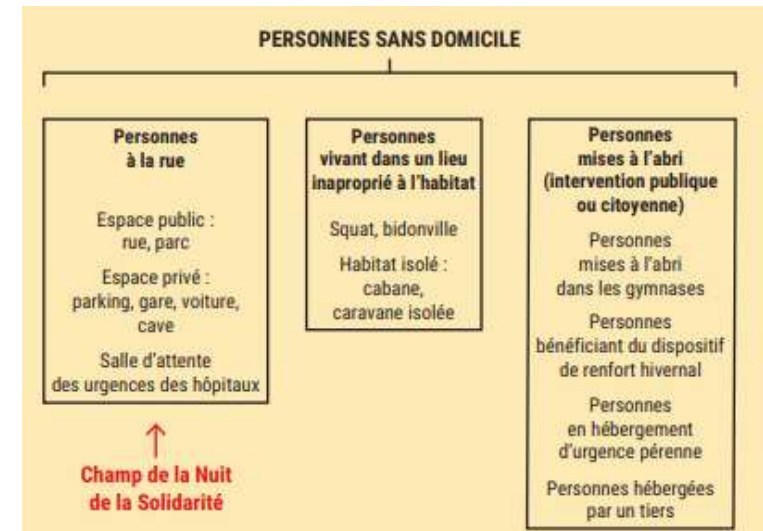 PERSONNES SANS DOMICILE
Personnes
à la rue
Espace public :
rue, parc
Espace privé :
parking, gare, voiture,
cave
Salle d'attente
des urgences des hôpitaux
Champ de la Nuit
de la Solidarité
Personnes
vivant dans un lieu
inaproprié à l'habitat
Squat, bidonville
Habitat isolé :
cabane,
caravane isolée
Personnes
mises à l'abri
(intervention publique
ou citoyenne)
Personnes
mises à l'abri
dans les gymnases
Personnes
bénéficiant du dispositif
de renfort hivernal
Personnes
en hébergement
d'urgence pérenne
Personnes hébergées
par un tiers